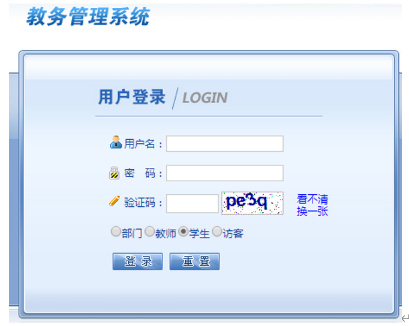 教务管理系统
用户登录 / LOGIN
用户名：
密 码：
验证码： pe3q 看不清
换一张
部门 教师 学生 访客
登 录 重 置